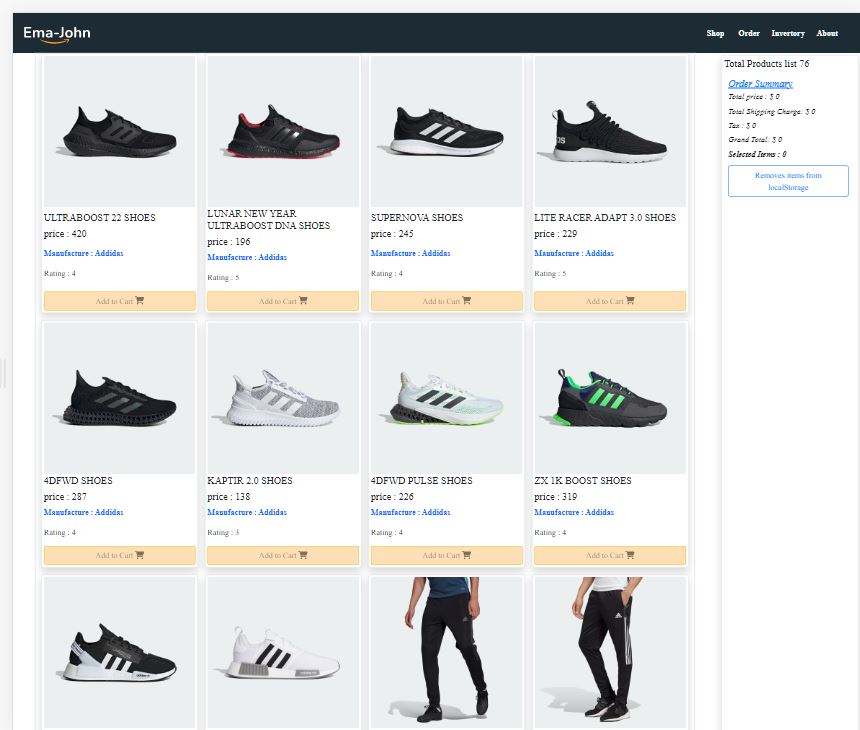 Ema-John
Shop Order Inventory About
ULTRABOOST 22 SHOES
price : 420
Manufacture : Addidas
Rating : 4
Add to Cart
LUNAR NEW YEAR
ULTRABOOST DNA SHOES
price : 196
Manufacture : Addidas
Rating : 5
Add to Cart
SUPERNOVA SHOES
price : 245
Manufacture : Addidas
Rating : 4
Add to Cart
LITE RACER ADAPT 3.0 SHOES
price : 229
Manufacture : Addidas
Rating : 5
Add to Cart
4DFWD SHOES
price : 287
Manufacture : Addidas
Rating : 4
Add to Cart
KAPTIR 2.0 SHOES
price : 138
Manufacture : Addidas
Rating : 3
Add to Cart
4DFWD PULSE SHOES
price : 226
Manufacture : Addidas
Rating : 4
Add to Cart
ZX 1K BOOST SHOES
price : 319
Manufacture : Addidas
Rating : 4
Add to Cart
Total Products list 76
Order Summary
Total price : $ 0
Total Shipping Charge: $ 0
Tax : $ 0
Grand Total: $ 0
Selected Items : 0
Removes items from
localStorage